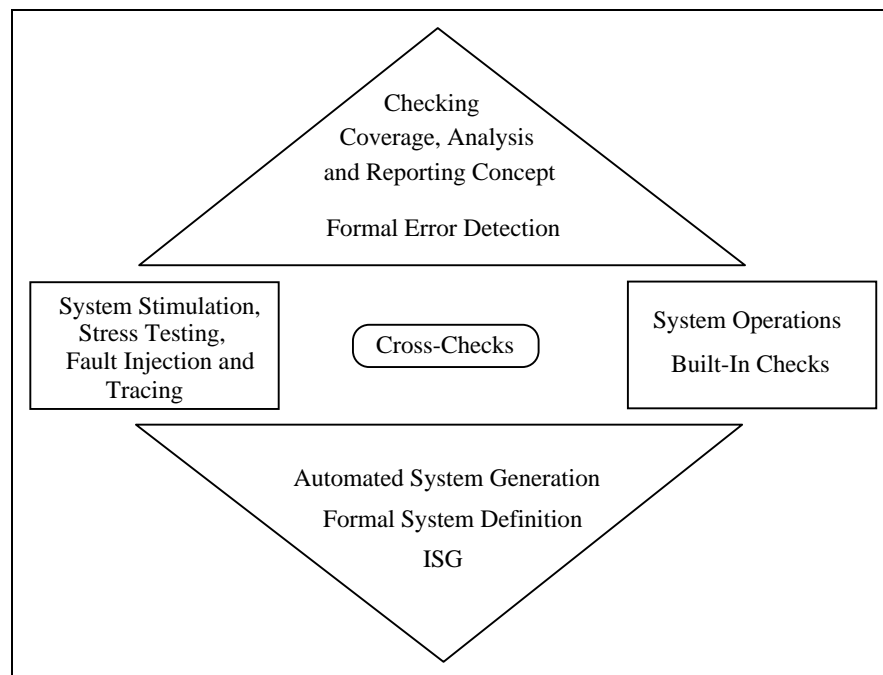 Checking
Coverage, Analysis
and Reporting Concept
Formal Error Detection
System Stimulation,
Stress Testing,
Fault Injection and
Tracing
Cross-Checks
System Operations
Built-In Checks
Automated System Generation
Formal System Definition
ISG